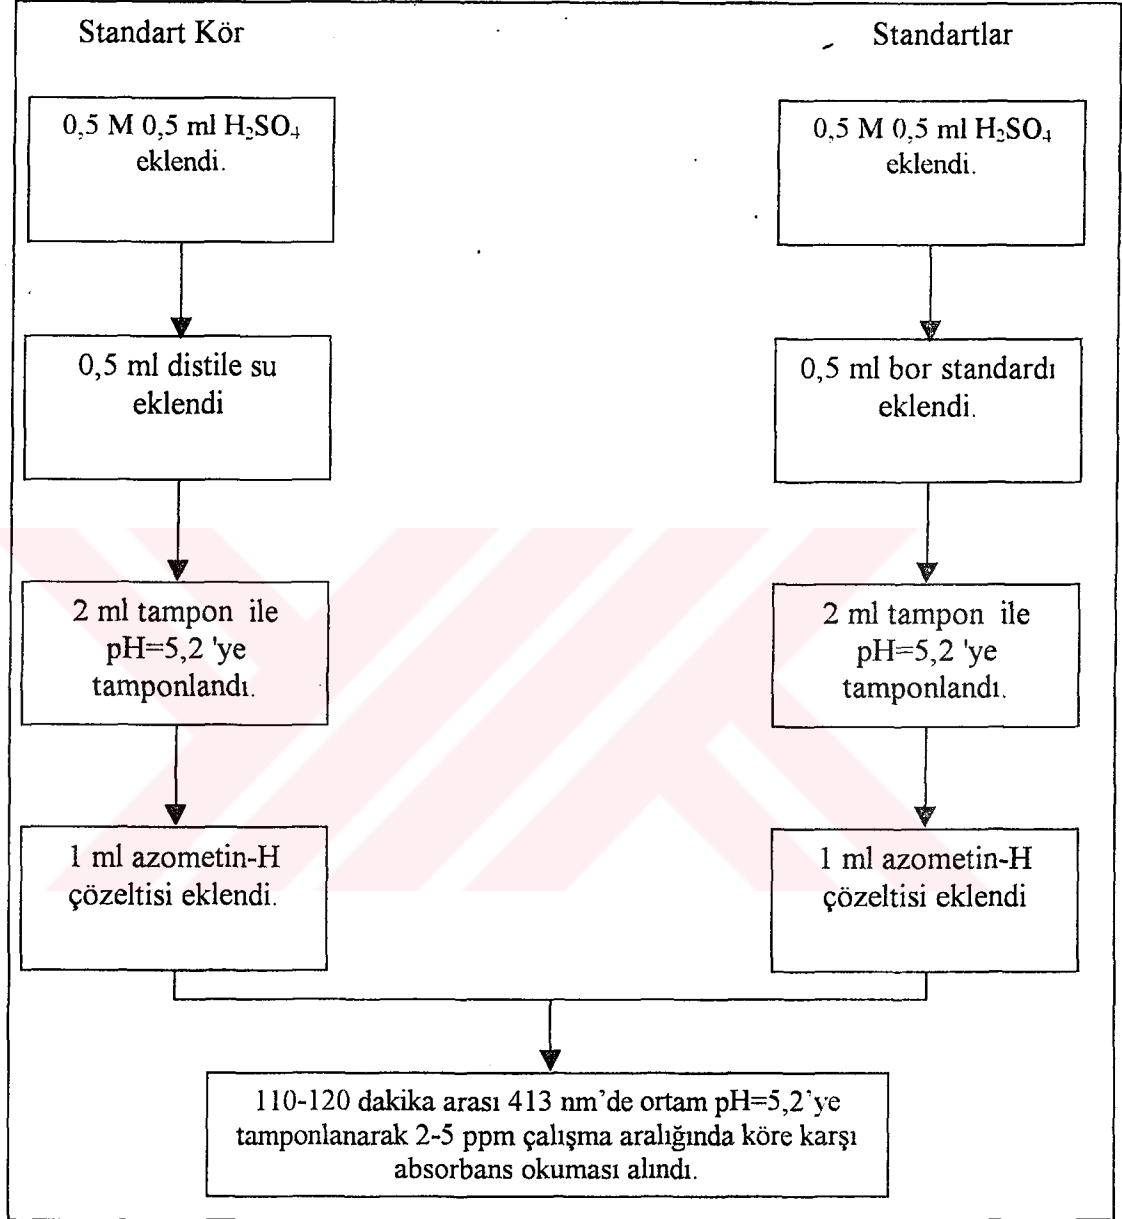 Standart Kör
0,5 M 0,5 ml H₂SO₄
eklendi.
0,5 ml distile su
eklendi
2 ml tampon ile
pH=5,2 'ye
tamponlandı.
1 ml azometin-H
çözeltisi eklendi.
Standartlar
0,5 M 0,5 ml H₂SO₄
eklendi.
0,5 ml bor standardı
eklendi.
2 ml tampon ile
pH=5,2 'ye
tamponlandı.
1 ml azometin-H
çözeltisi eklendi
110-120 dakika arası 413 nm'de ortam pH=5,2'ye
tamponlanarak 2-5 ppm çalışma aralığında köre karşı
absorbans okuması alındı.